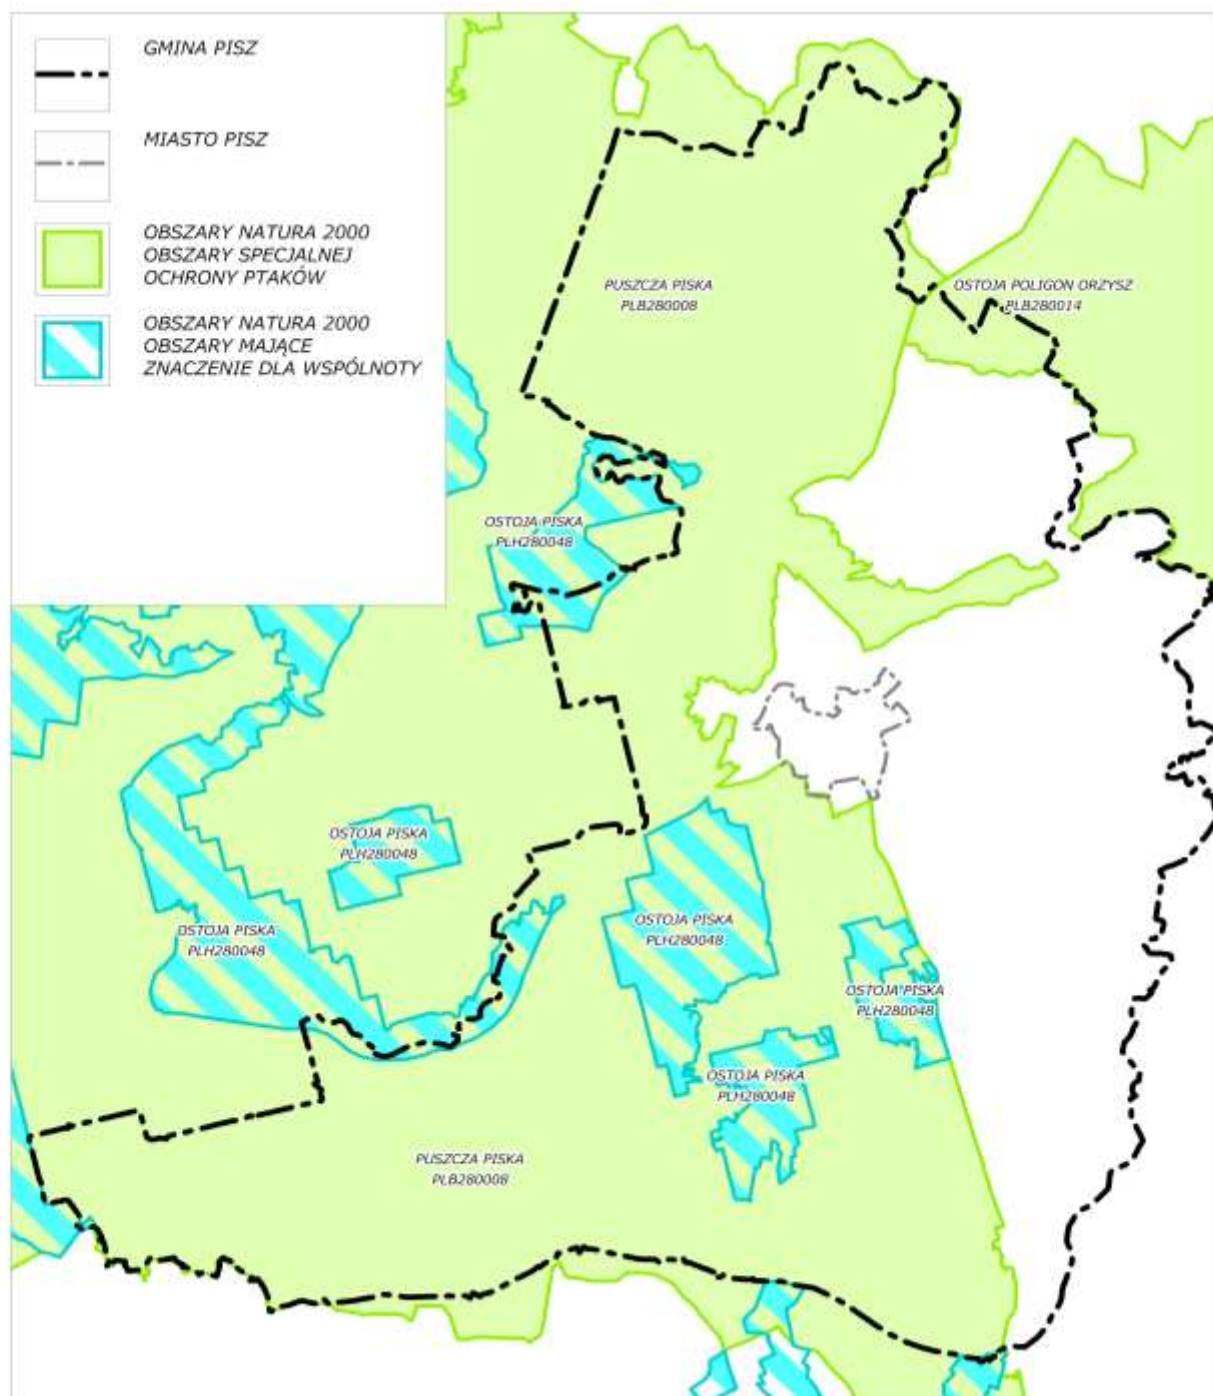 GMINA PISZ
MIASTO PISZ
OBSZARY NATURA 2000
OBSZARY SPECJALNEJ
OCHRONY PTAKÓW
OBSZARY NATURA 2000
OBSZARY MAJĄCE
ZNACZENIE DLA WSPÓLNOTY
PUSZCZA PISKA
PLB280008
OSTOJA POLIGON ORZYSZ
PLB280014
OSTOJA PISKA
PLH280048
OSTOJA PISKA
PLH280048
OSTOJA PISKA
PLH280048
OSTOJA PISKA
PLH280048
OSTOJA PISKA
PLH280048
OSTOJA PISKA
PLH280048
PUSZCZA PISKA
PLB280008